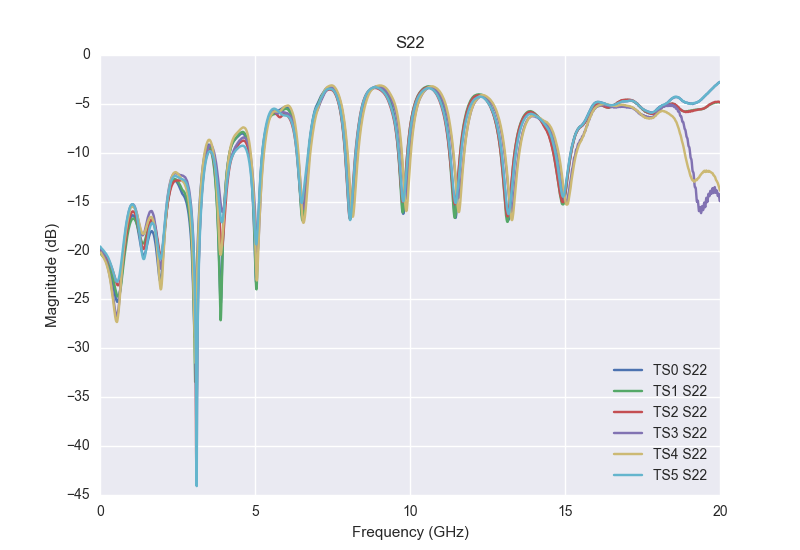 S22
0
−5
−10
−15
−20
−25
−30
−35
−40
−45
Magnitude (dB)
TS0 S22
TS1 S22
TS2 S22
TS3 S22
TS4 S22
TS5 S22
0 5 10 15 20
Frequency (GHz)